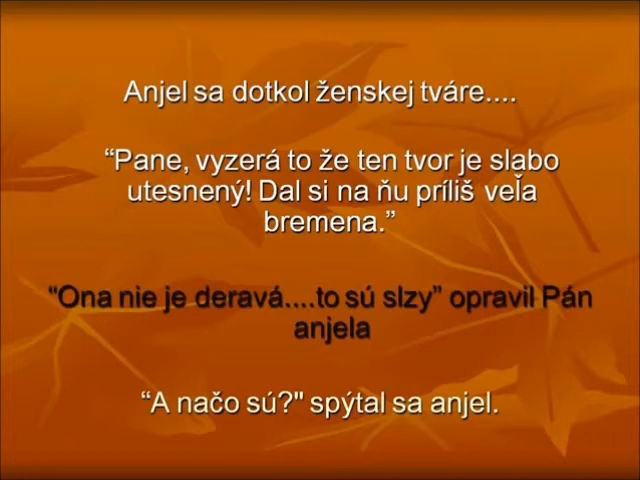 Anjel sa dotkol ženskej tváre....
“Pane, vyzerá to že ten tvor je slabo
utesnený! Dal si na ňu príliš veľa
bremena.”
“Ona nie je deravá....to sú slzy” opravil Pán
anjela
“A načo sú?" spýtal sa anjel.